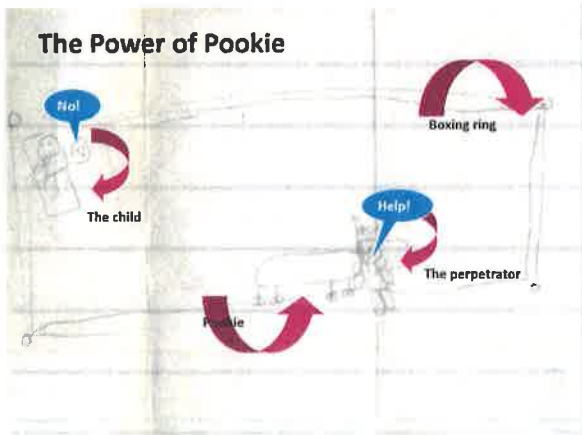 The Power of Pookie
No!
Boxing ring
The child
Help!
The perpetrator
Pookie